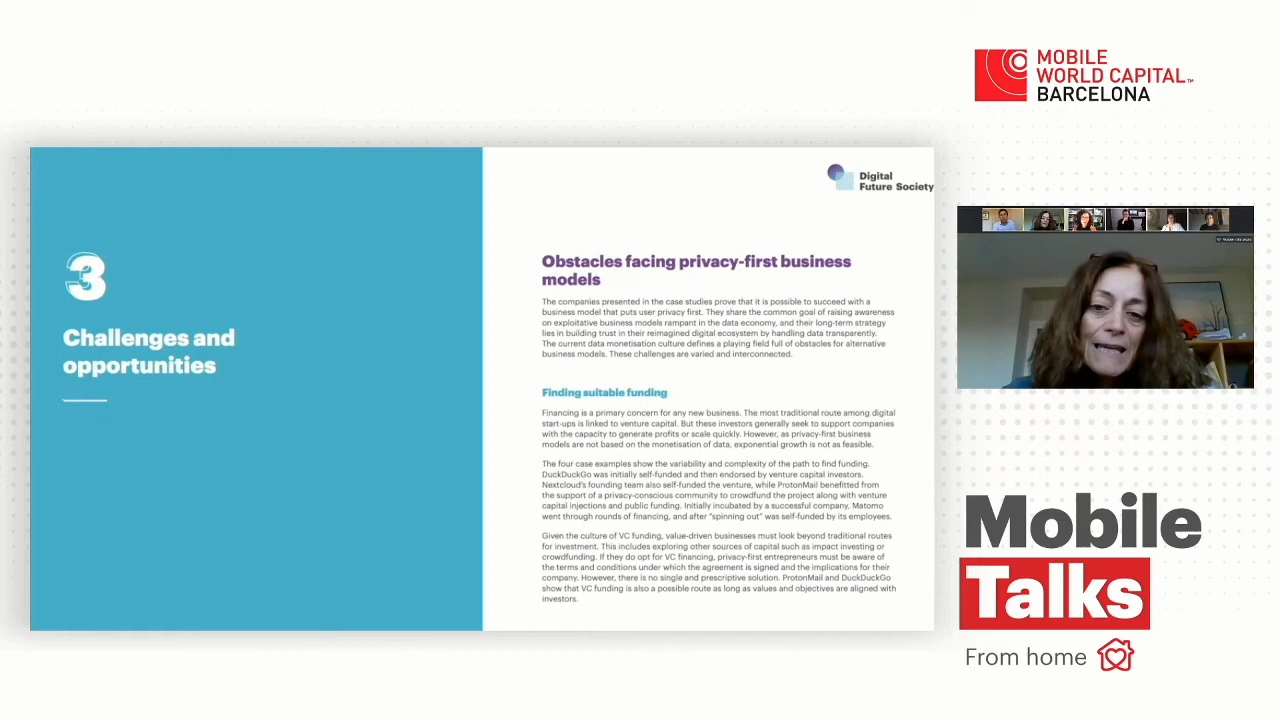 MOBILE
WORLD CAPITAL™
BARCELONA
Digital
Future Society
3
Challenges and
opportunities
Obstacles facing privacy-first business
models
The companies presented in the case studies prove that it is possible to succeed with a
business model that puts user privacy first. They share the common goal of raising awareness
on exploitative business models rampant in the data economy, and their long-term strategy
lies in building trust in their reimagined digital ecosystem by handling data transparently.
The current data monetisation culture defines a playing field full of obstacles for alternative
business models. These challenges are varied and interconnected.
Finding suitable funding
Financing is a primary concern for any new business. The most traditional route among digital
start-ups is linked to venture capital. But these investors generally seek to support companies
with the capacity to generate profits or scale quickly. However, as privacy-first business
models are not based on the monetisation of data, exponential growth is not as feasible.
The four case examples show the variability and complexity of the path to find funding.
DuckDuckGo was initially self-funded and then endorsed by venture capital investors.
Nextcloud's founding team also self-funded the venture, while ProtonMail benefitted from
the support of a privacy-conscious community to crowdfund the project along with venture
capital injections and public funding. Initially incubated by a successful company, Matomo
went through rounds of financing, and after “spinning out” was self-funded by its employees.
Given the culture of VC funding, value-driven businesses must look beyond traditional routes
for investment. This includes exploring other sources of capital such as impact investing or
crowdfunding. If they do opt for VC financing, privacy-first entrepreneurs must be aware of
the terms and conditions under which the agreement is signed and the implications for their
company. However, there is no single and prescriptive solution. ProtonMail and DuckDuckGo
show that VC funding is also a possible route as long as values and objectives are aligned with
investors.
Mobile
Talks
From home